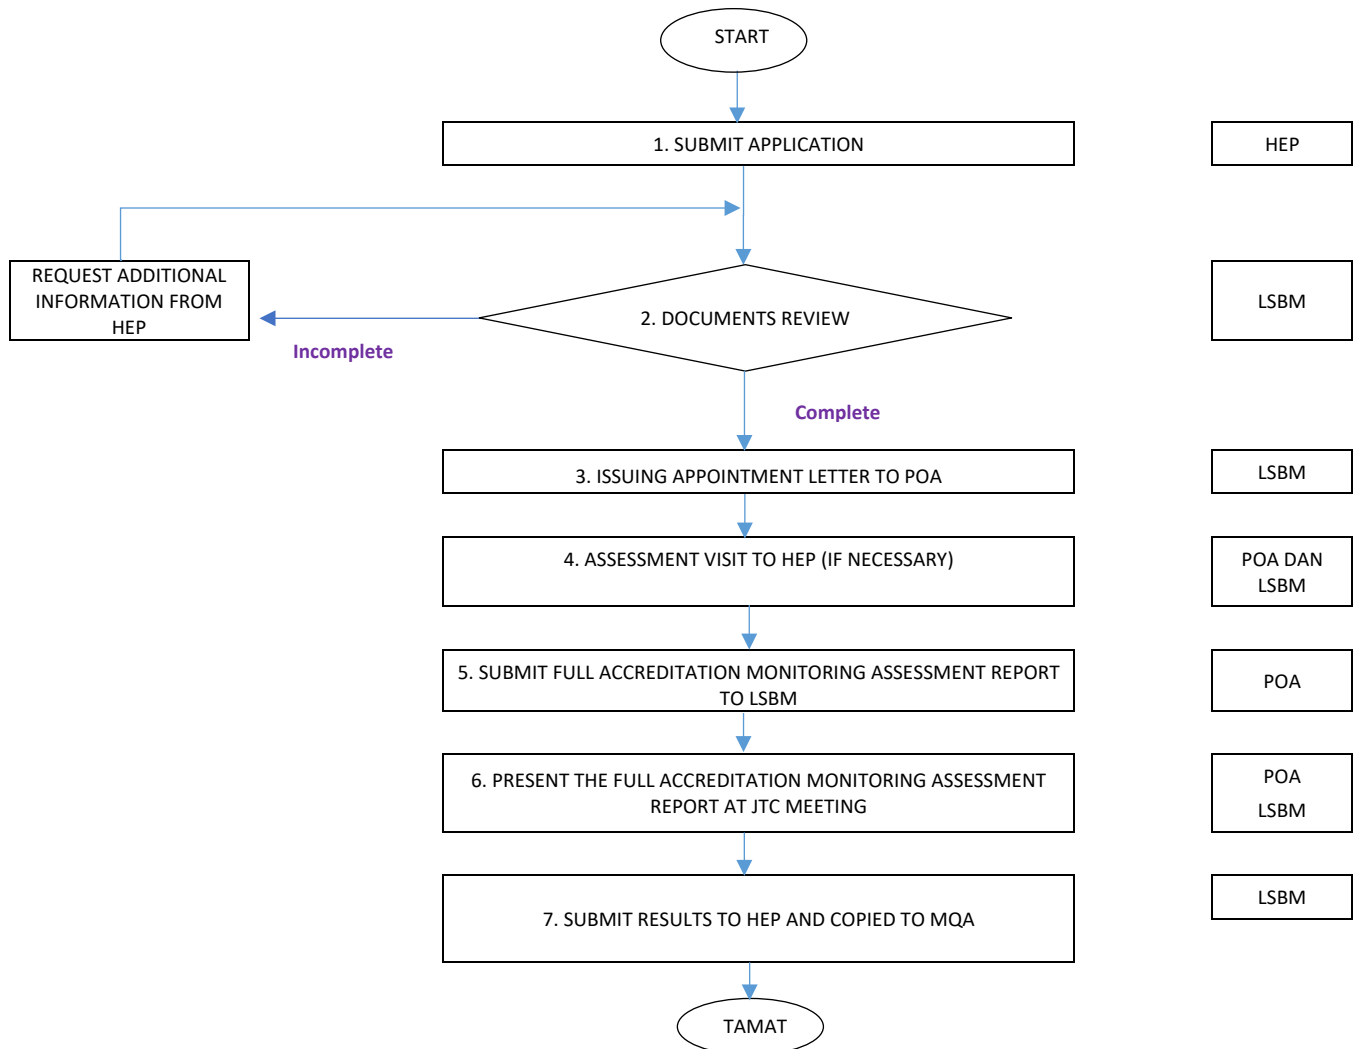 START
1. SUBMIT APPLICATION
HEP
REQUEST ADDITIONAL
INFORMATION FROM
HEP
2. DOCUMENTS REVIEW
LSBM
Incomplete
Complete
3. ISSUING APPOINTMENT LETTER TO POA
LSBM
4. ASSESSMENT VISIT TO HEP (IF NECESSARY)
POA DAN
LSBM
5. SUBMIT FULL ACCREDITATION MONITORING ASSESSMENT REPORT
TO LSBM
POA
6. PRESENT THE FULL ACCREDITATION MONITORING ASSESSMENT
REPORT AT JTC MEETING
POA
LSBM
7. SUBMIT RESULTS TO HEP AND COPIED TO MQA
LSBM
TAMAT